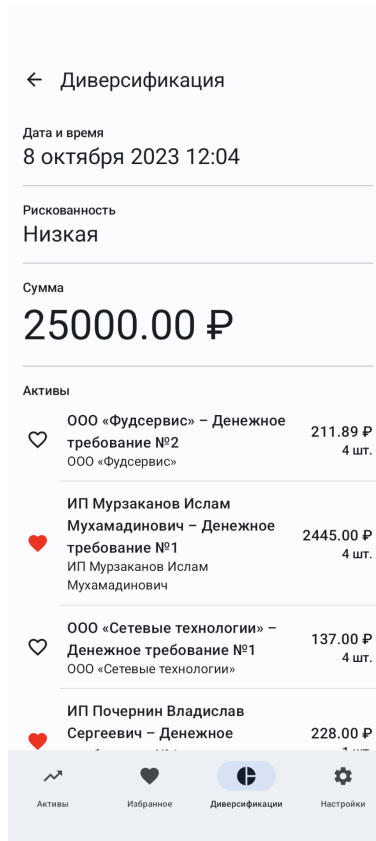 Диверсификация
Дата и время
8 октября 2023 12:04
Рискованность
Низкая
Сумма
25000.00 ₽
Активы
ООО «Фудсервис» – Денежное
требование №2
ООО «Фудсервис»
211.89 ₽
4 шт.
ИП Мурзаканов Ислам
Мухамадинович – Денежное
требование №1
ИП Мурзаканов Ислам
Мухамадинович
2445.00 ₽
4 шт.
ООО «Сетевые технологии» –
Денежное требование №1
ООО «Сетевые технологии»
137.00 ₽
4 шт.
ИП Почернин Владислав
Сергеевич – Денежное
228.00 ₽
Активы
Избранное
Диверсификации
Настройки